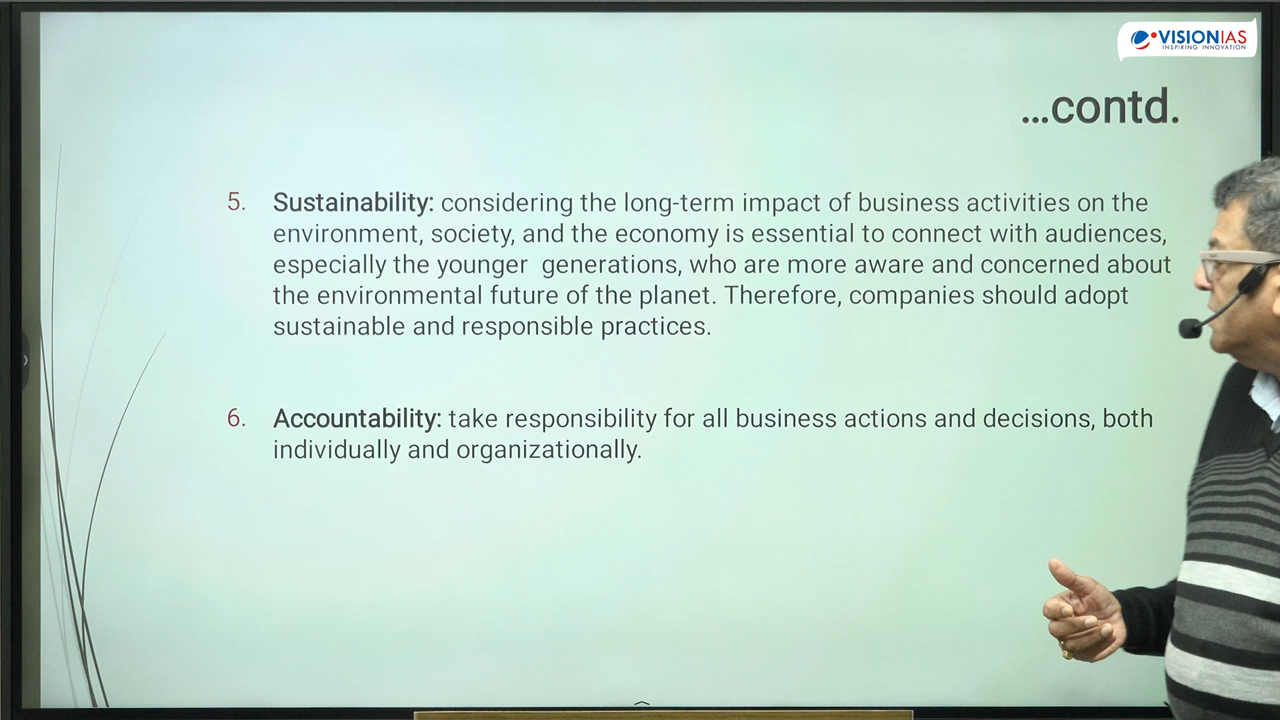 VISIONIAS
INSPIRING INNOVATION
...contd.
5. Sustainability: considering the long-term impact of business activities on the
environment, society, and the economy is essential to connect with audiences,
especially the younger generations, who are more aware and concerned about
the environmental future of the planet. Therefore, companies should adopt
sustainable and responsible practices.
6. Accountability: take responsibility for all business actions and decisions, both
individually and organizationally.